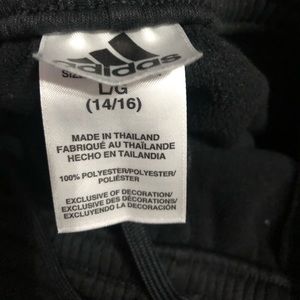 adidas
SIZE
L/G
(14/16)
MADE IN THAILAND
FABRIQUÉ AU THAÏLANDE
HECHO EN TAILANDIA
100% POLYESTER/POLYESTER/
POLIÉSTER
EXCLUSIVE OF DECORATION/
EXCLUSIVE DES DÉCORATIONS/
EXCLUYENDO LA DECORACIÓN